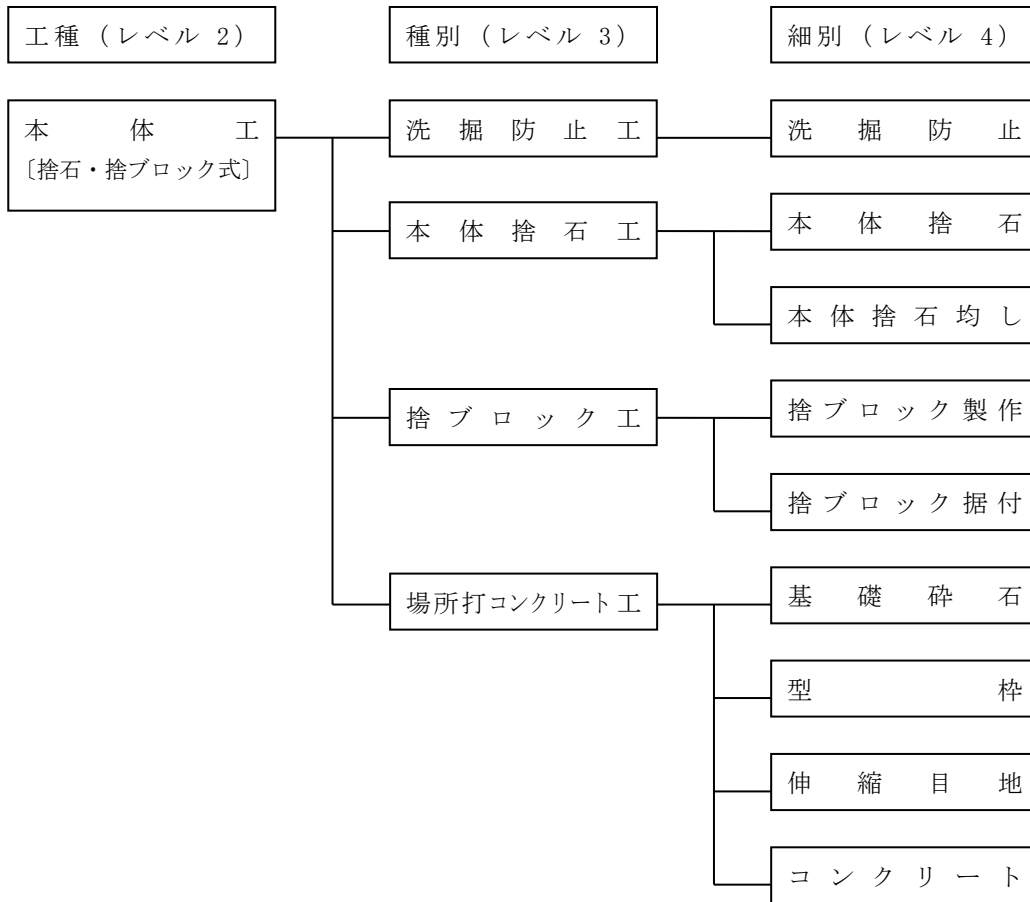 工種（レベル 2） 種別（レベル 3） 細別（レベル 4）
本体工 洗掘防止工 洗掘防止
〔捨石・捨ブロック式〕
本体捨石工 本体捨石
本体捨石均し
捨ブロック工 捨ブロック製作
捨ブロック据付
場所打コンクリート工 基礎砕石
型枠
伸縮目地
コンクリート